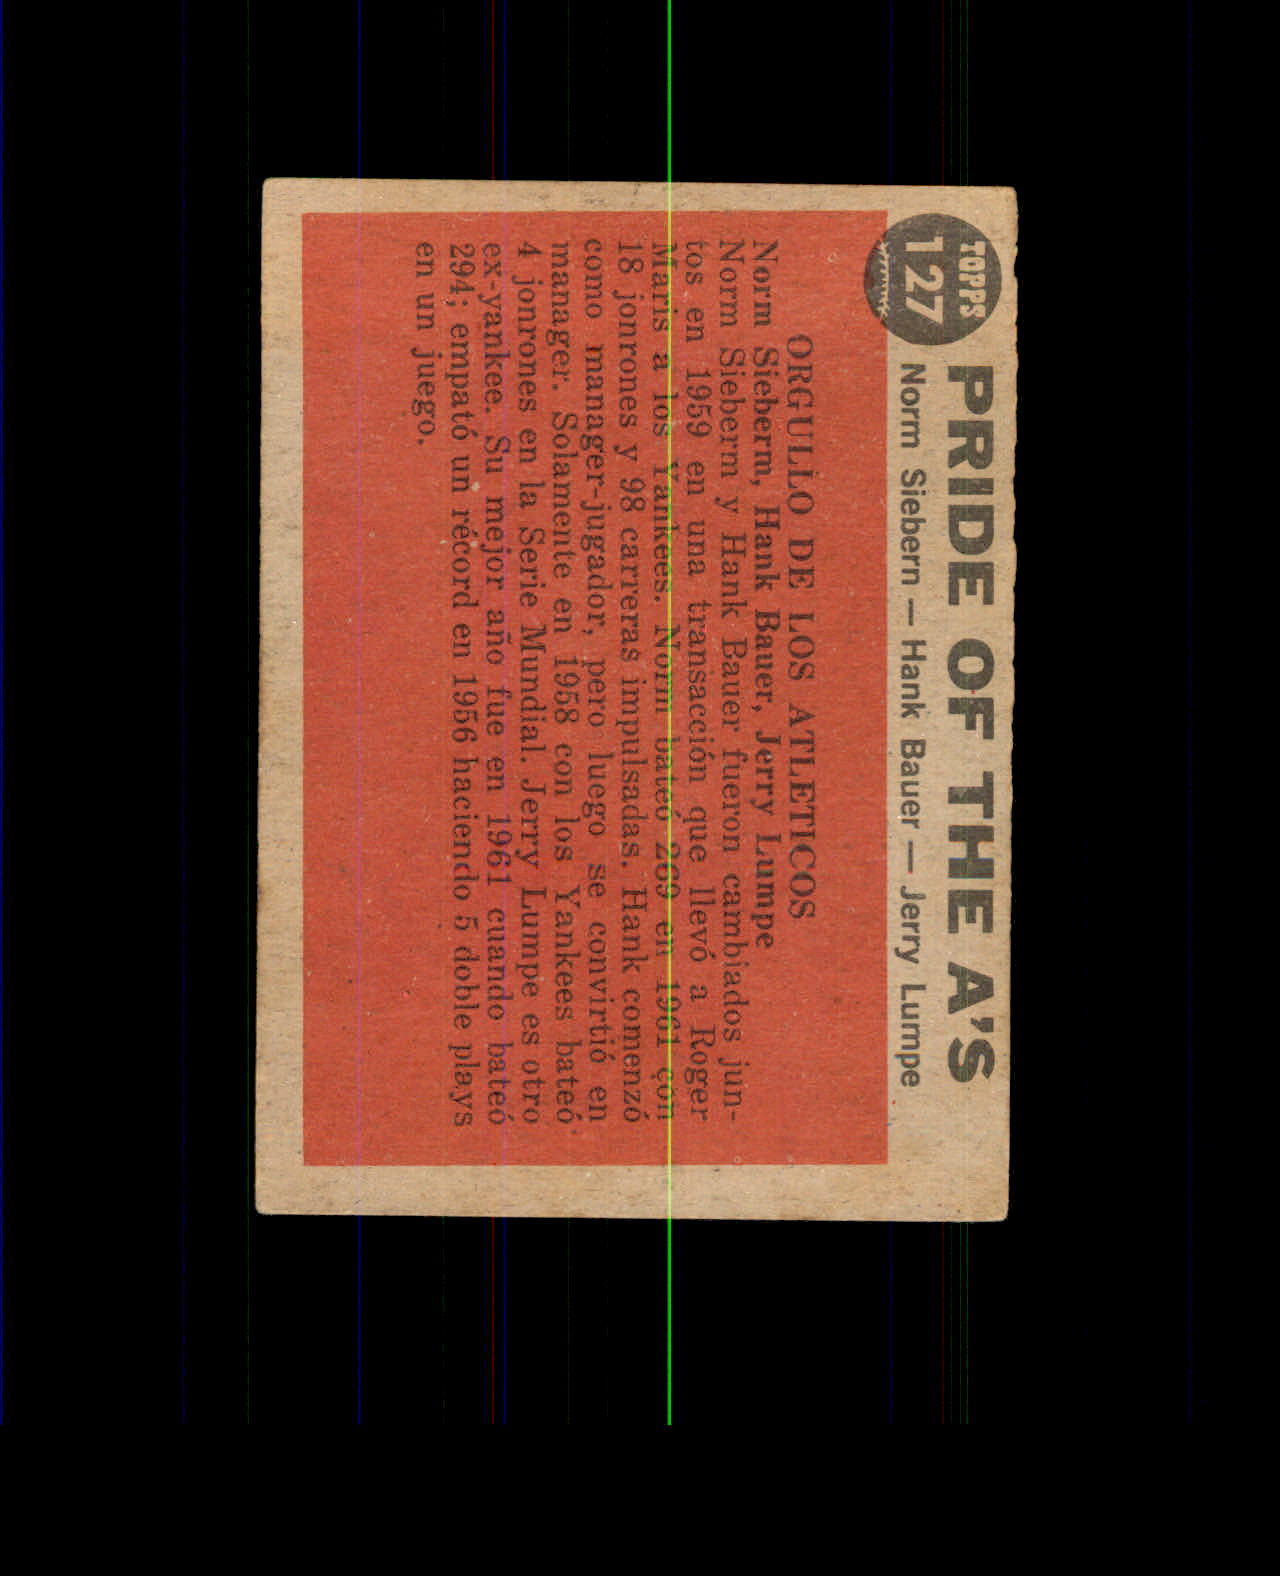 TOPPS
127
PRIDE OF THE A'S
Norm Siebern — Hank Bauer — Jerry Lumpe
ORGULLO DE LOS ATLETICOS
Norm Sieberm, Hank Bauer, Jerry Lumpe
Norm Sieberm y Hank Bauer fueron cambiados jun-
tos en 1959 en una transacción que llevó a Roger
Maris a los Yankees. Norm bateó 269 en 1961 con
18 jonrones y 98 carreras impulsadas. Hank comenzó
como manager-jugador, pero luego se convirtió en
manager. Solamente en 1958 con los Yankees bateó
4 jonrones en la Serie Mundial. Jerry Lumpe es otro
ex-yankee. Su mejor año fue en 1961 cuando bateó
294; empató un récord en 1956 haciendo 5 doble plays
en un juego.